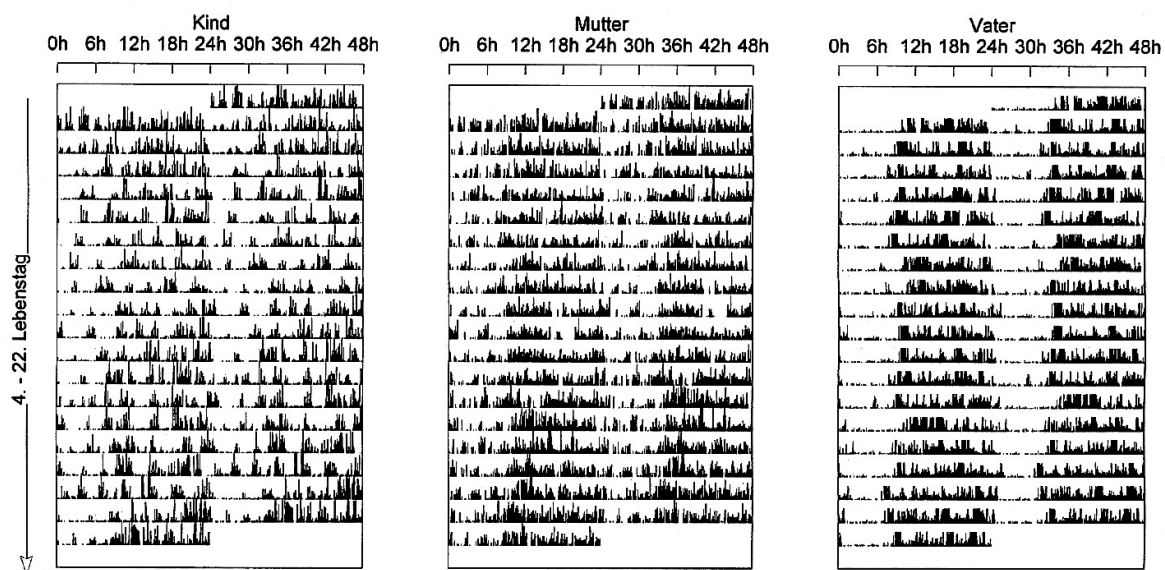 Kind
0h 6h 12h 18h 24h 30h 36h 42h 48h
Mutter
0h 6h 12h 18h 24h 30h 36h 42h 48h
Vater
0h 6h 12h 18h 24h 30h 36h 42h 48h
4. - 22. Lebenstag